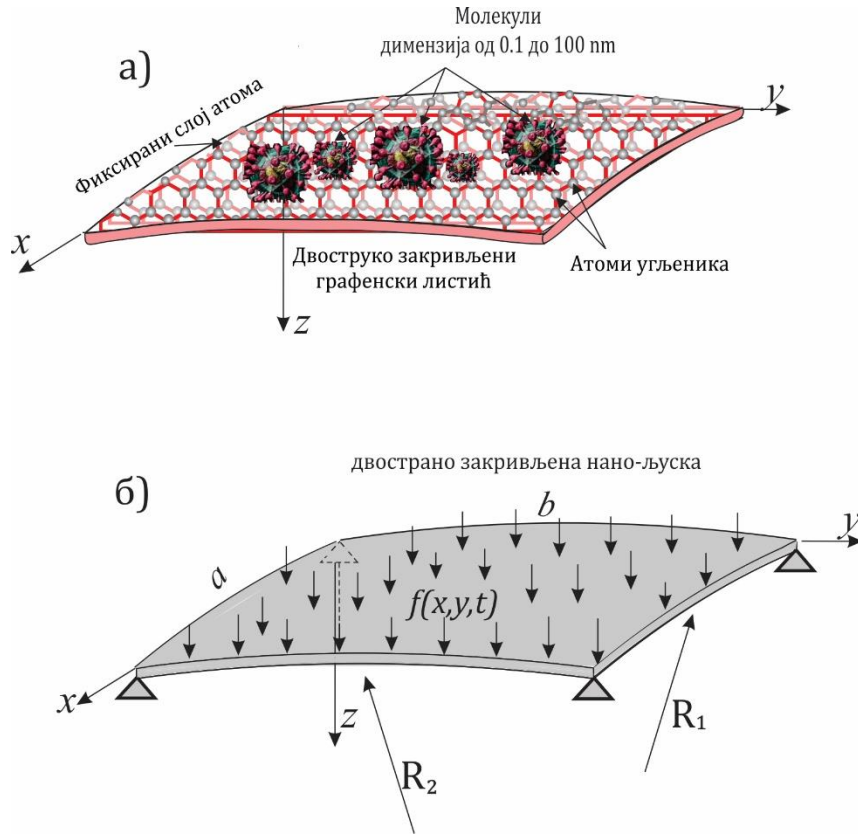 Молекули
димензија од 0.1 до 100 nm
а)
y
Фиксирани слој атома
x
Двоструко закривљени
графенски листић
Атоми угљеника
z
двострано закривљена нано-љуска
б)
b
y
a
f(x,y,t)
x
z
R₁
R₂